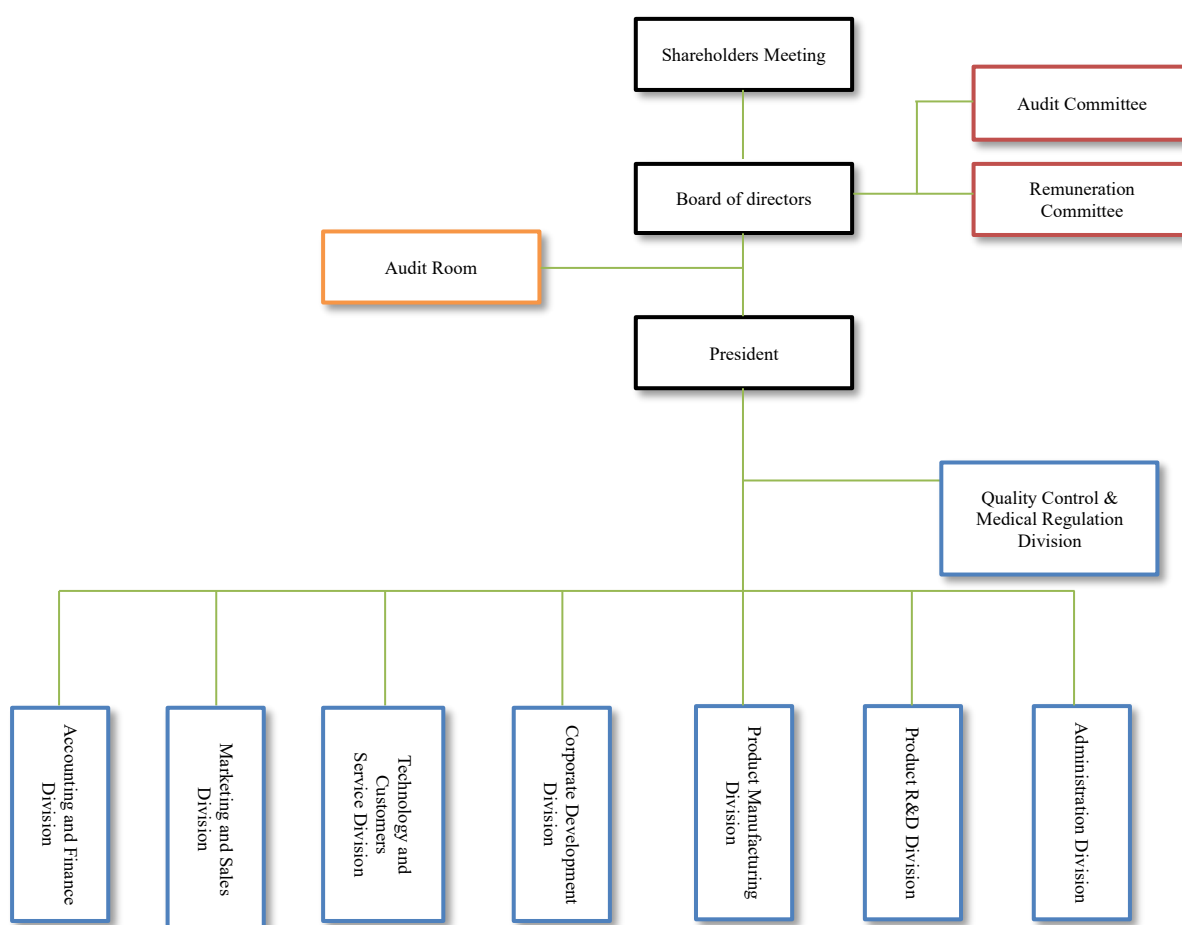 Shareholders Meeting
Audit Committee
Board of directors
Remuneration
Committee
Audit Room
President
Quality Control &
Medical Regulation
Division
Accounting and Finance
Division
Marketing and Sales
Division
Technology and
Customers
Service Division
Corporate Development
Division
Product Manufacturing
Division
Product R&D Division
Administration Division